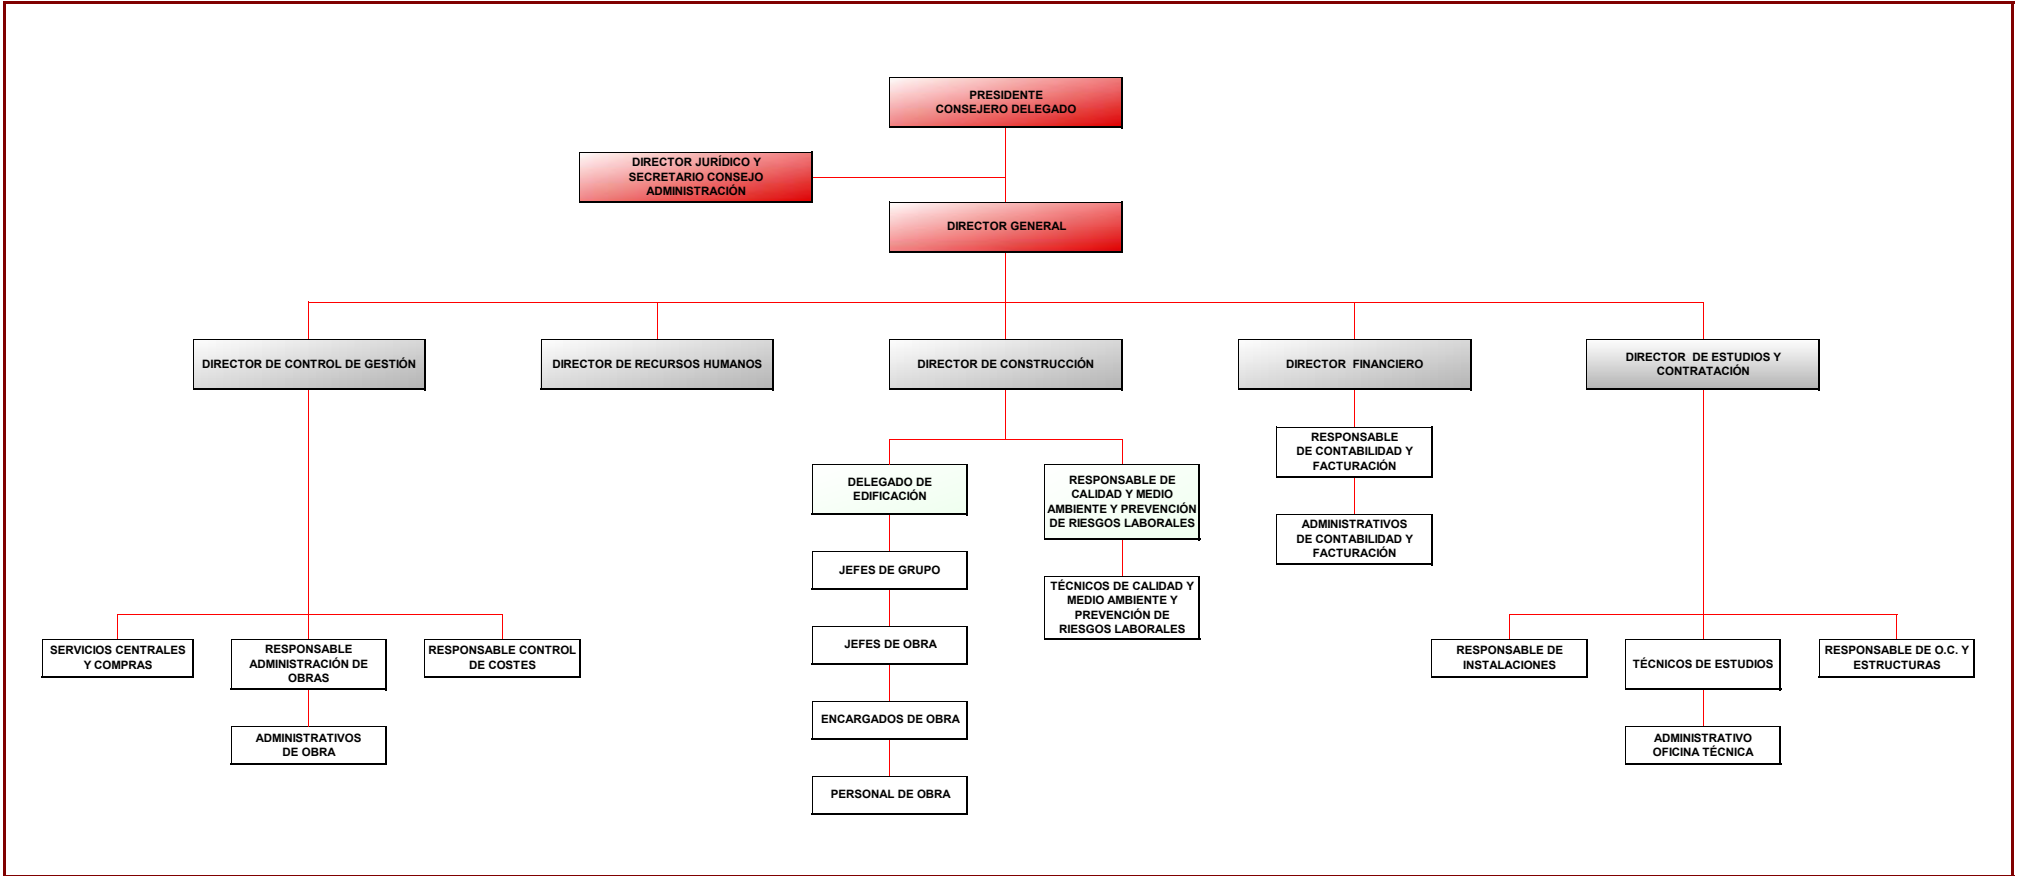 PRESIDENTE
CONSEJERO DELEGADO
DIRECTOR JURÍDICO Y
SECRETARIO CONSEJO
ADMINISTRACIÓN
DIRECTOR GENERAL
DIRECTOR DE CONTROL DE GESTIÓN
DIRECTOR DE RECURSOS HUMANOS
DIRECTOR DE CONSTRUCCIÓN
DIRECTOR FINANCIERO
DIRECTOR DE ESTUDIOS Y
CONTRATACIÓN
SERVICIOS CENTRALES
Y COMPRAS
RESPONSABLE
ADMINISTRACIÓN DE
OBRAS
RESPONSABLE CONTROL
DE COSTES
ADMINISTRATIVOS
DE OBRA
DELEGADO DE
EDIFICACIÓN
JEFES DE GRUPO
JEFES DE OBRA
ENCARGADOS DE OBRA
PERSONAL DE OBRA
RESPONSABLE DE
CALIDAD Y MEDIO
AMBIENTE Y PREVENCIÓN
DE RIESGOS LABORALES
TÉCNICOS DE CALIDAD Y
MEDIO AMBIENTE Y
PREVENCIÓN DE
RIESGOS LABORALES
RESPONSABLE
DE CONTABILIDAD Y
FACTURACIÓN
ADMINISTRATIVOS
DE CONTABILIDAD Y
FACTURACIÓN
RESPONSABLE DE
INSTALACIONES
TÉCNICOS DE ESTUDIOS
RESPONSABLE DE O.C. Y
ESTRUCTURAS
ADMINISTRATIVO
OFICINA TÉCNICA